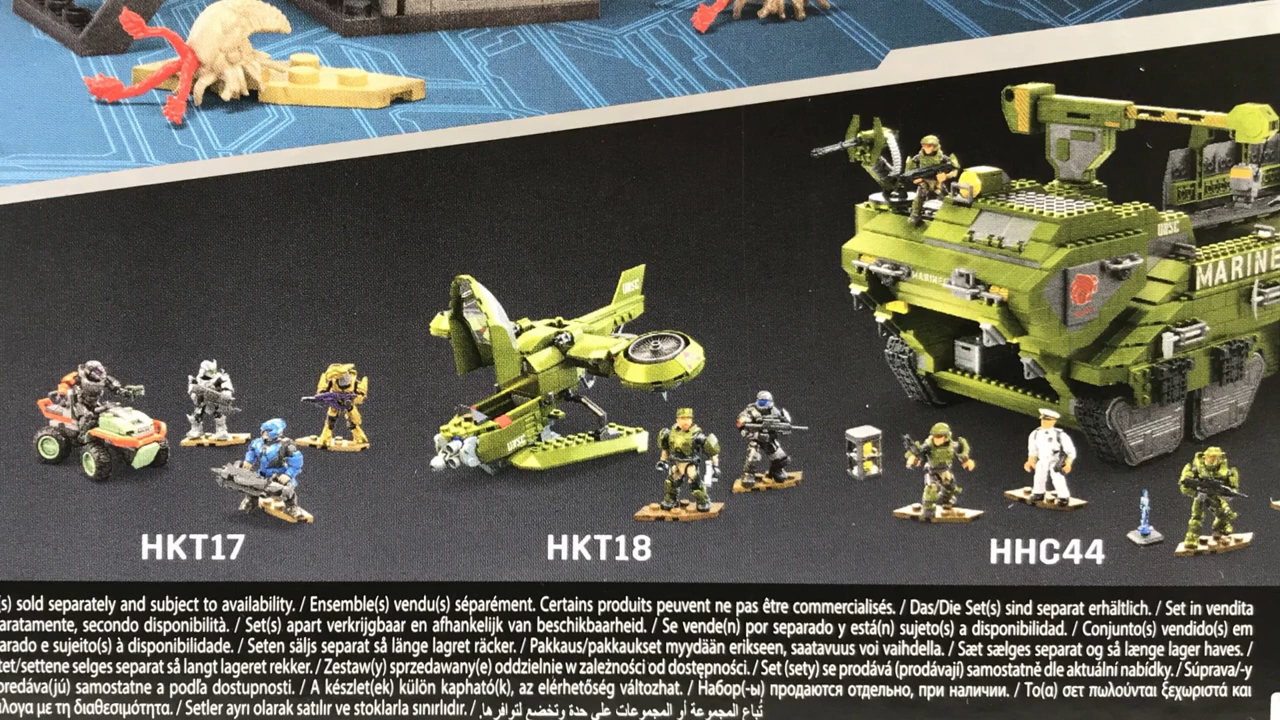 UNSC
UNSC
MARINE
MARINE
UNSC
HKT17
HKT18
HHC44
(s) sold separately and subject to availability. / Ensemble(s) vendu(s) séparément. Certains produits peuvent ne pas être commercialisés. / Das/Die Set(s) sind separat erhältlich. / Set in vendita
aratamente, secondo disponibilità. / Set(s) apart verkrijgbaar en afhankelijk van beschikbaarheid. / Se vende(n) por separado y está(n) sujeto(s) a disponibilidad. / Conjunto(s) vendido(s) em
arado e sujeito(s) à disponibilidade. / Seten säljs separat så länge lagret räcker. / Pakkaus/pakkaukset myydään erikseen, saatavuus voi vaihdella. / Sæt sælges separat og så længe lager haves. /
tet/settene selges separat så langt lageret rekker. / Zestaw(y) sprzedawany(e) oddzielnie w zależności od dostępności. / Set (sety) se prodává (prodávají) samostatně dle aktuální nabídky. / Súprava/-y
predáva(jú) samostatne a podľa dostupnosti. / A készlet(ek) külön kapható(k), az elérhetőség változhat. / Набор(-ы) продаются отдельно, при наличии. / Το(α) σετ πωλούνται ξεχωριστά και
άλογα με τη διαθεσιμότητα. / Setler ayrı olarak satılır ve stoklarla sınırlıdır. / تُباع المجموعة أو المجموعات على حدة وتخضع لتوافرها.